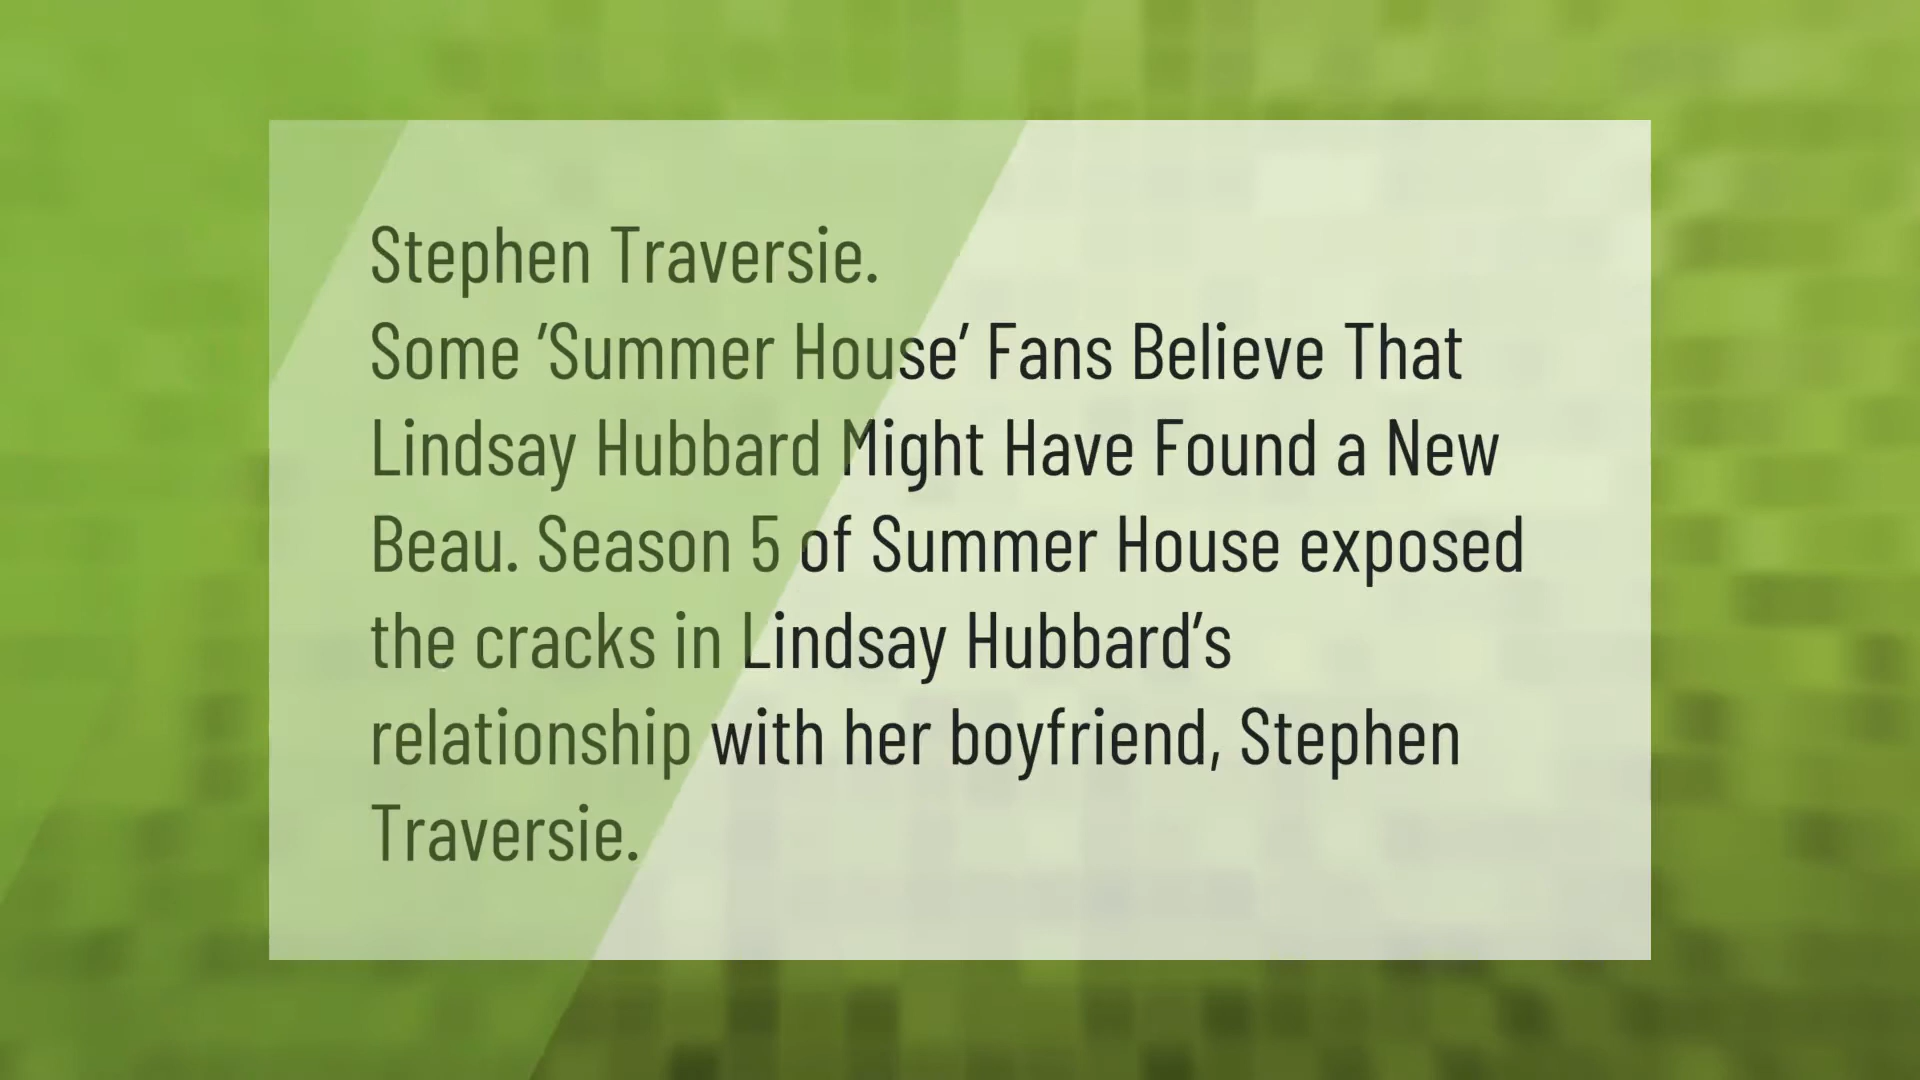 Stephen Traversie.
Some ’Summer House’ Fans Believe That
Lindsay Hubbard Might Have Found a New
Beau. Season 5 of Summer House exposed
the cracks in Lindsay Hubbard’s
relationship with her boyfriend, Stephen
Traversie.